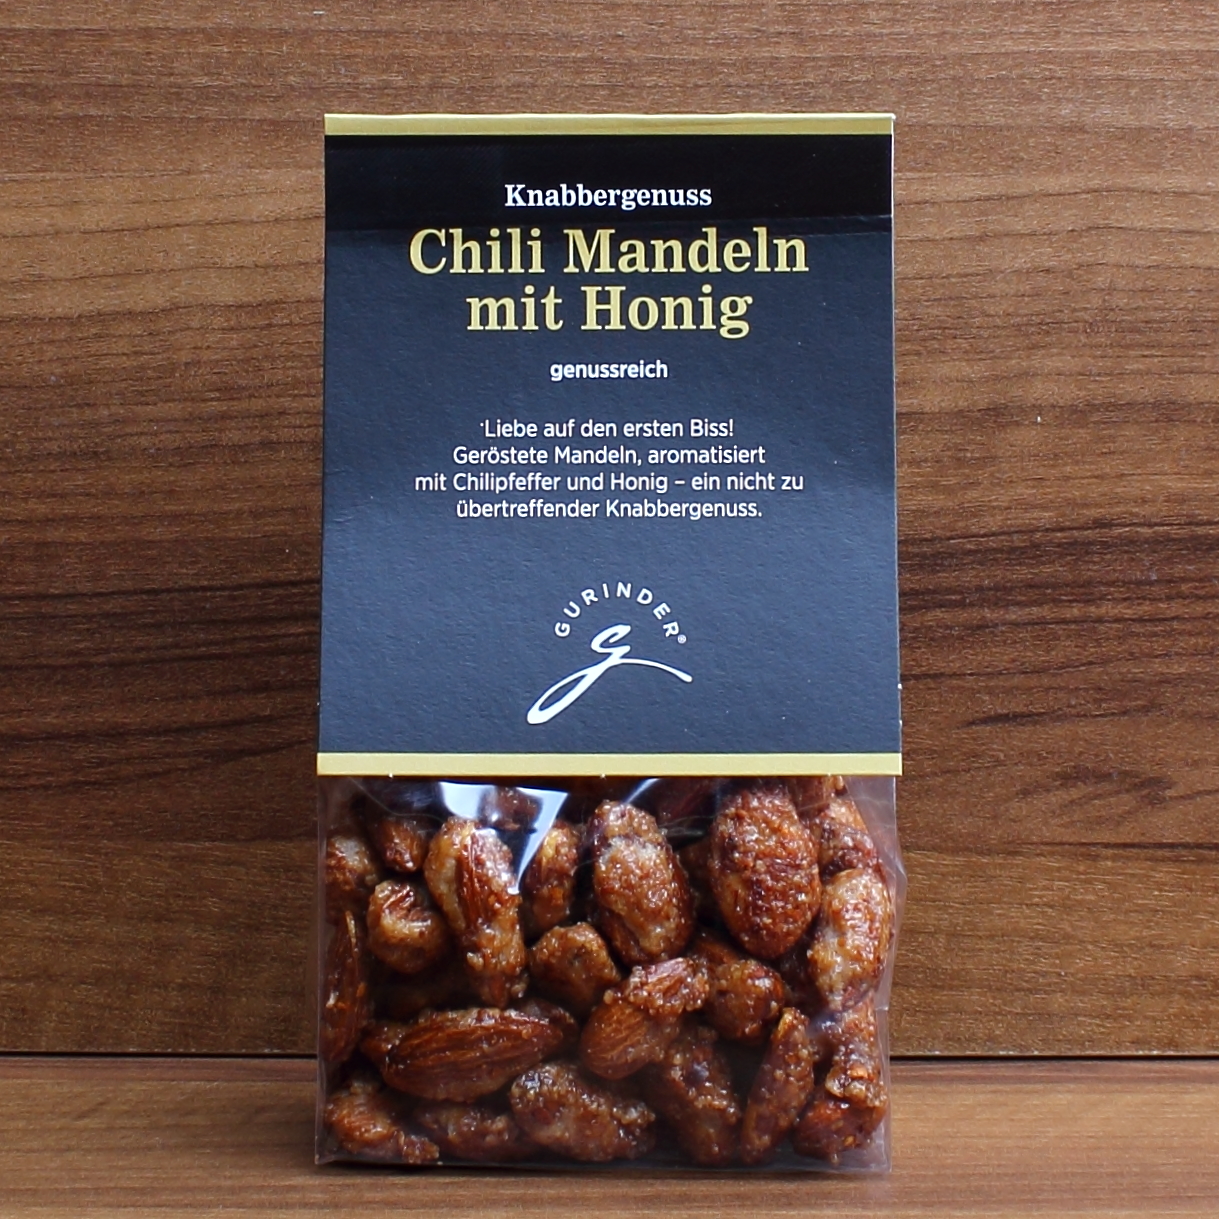 Knabbergenuss
Chili Mandeln
mit Honig
genussreich
Liebe auf den ersten Biss!
Geröstete Mandeln, aromatisiert
mit Chilipfeffer und Honig – ein nicht zu
übertreffender Knabbergenuss.
GURINDER®
g